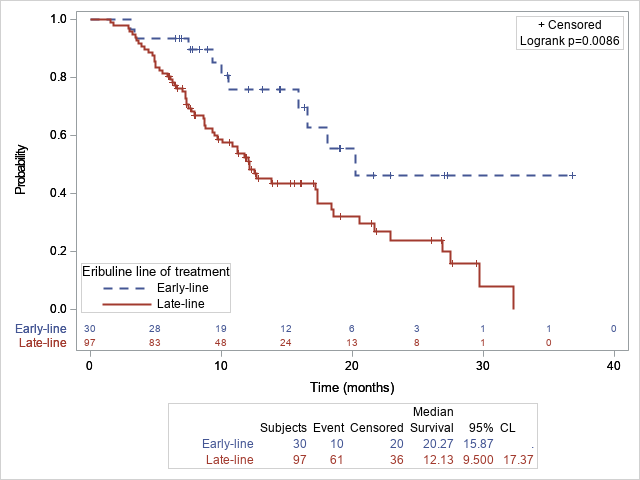 + Censored
Logrank p=0.0086
1.0
0.8
0.6
0.4
0.2
0.0
Probability
Eribuline line of treatment
Early-line
Late-line
Early-line 30 28 19 12 6 3 1 1 0
Late-line 97 83 48 24 13 8 1 0
0 10 20 30 40
Time (months)
Median
Subjects Event Censored Survival 95% CL
Early-line 30 10 20 20.27 15.87 .
Late-line 97 61 36 12.13 9.500 17.37